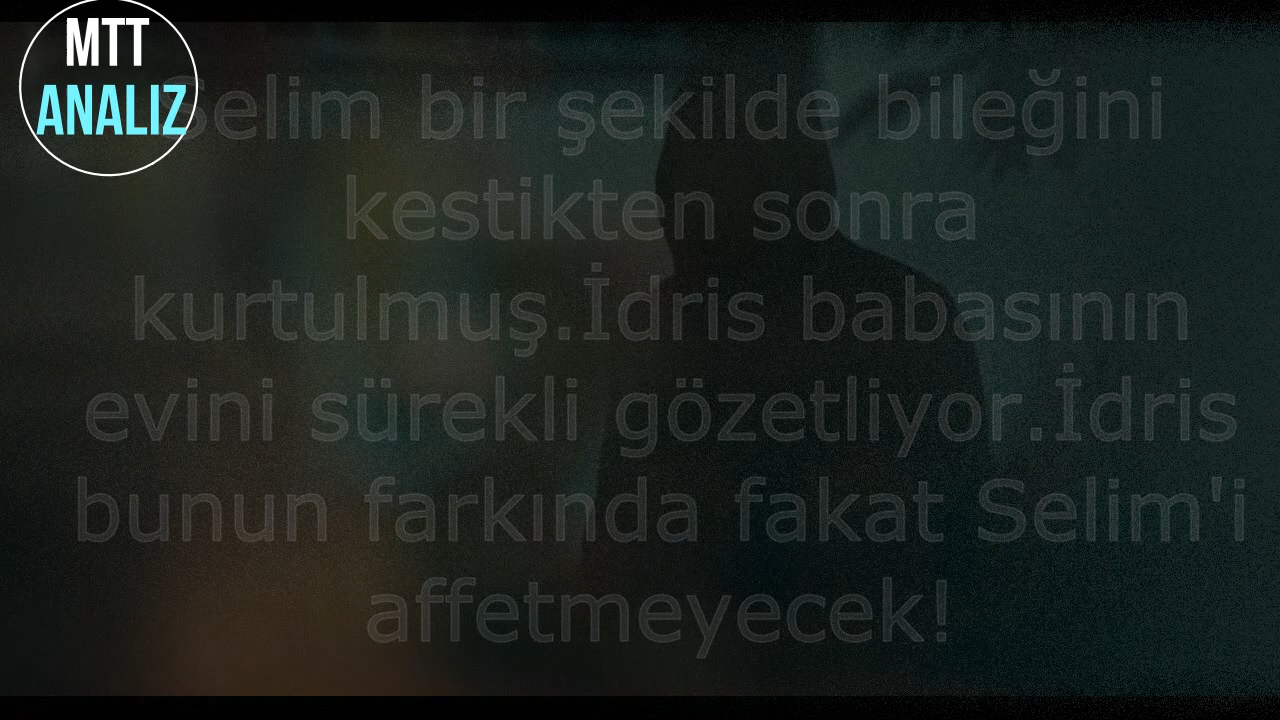 MTT
ANALIZ
Selim bir şekilde bileğini
kestikten sonra
kurtulmuş.İdris babasının
evini sürekli gözetliyor.İdris
bunun farkında fakat Selim'i
affetmeyecek!